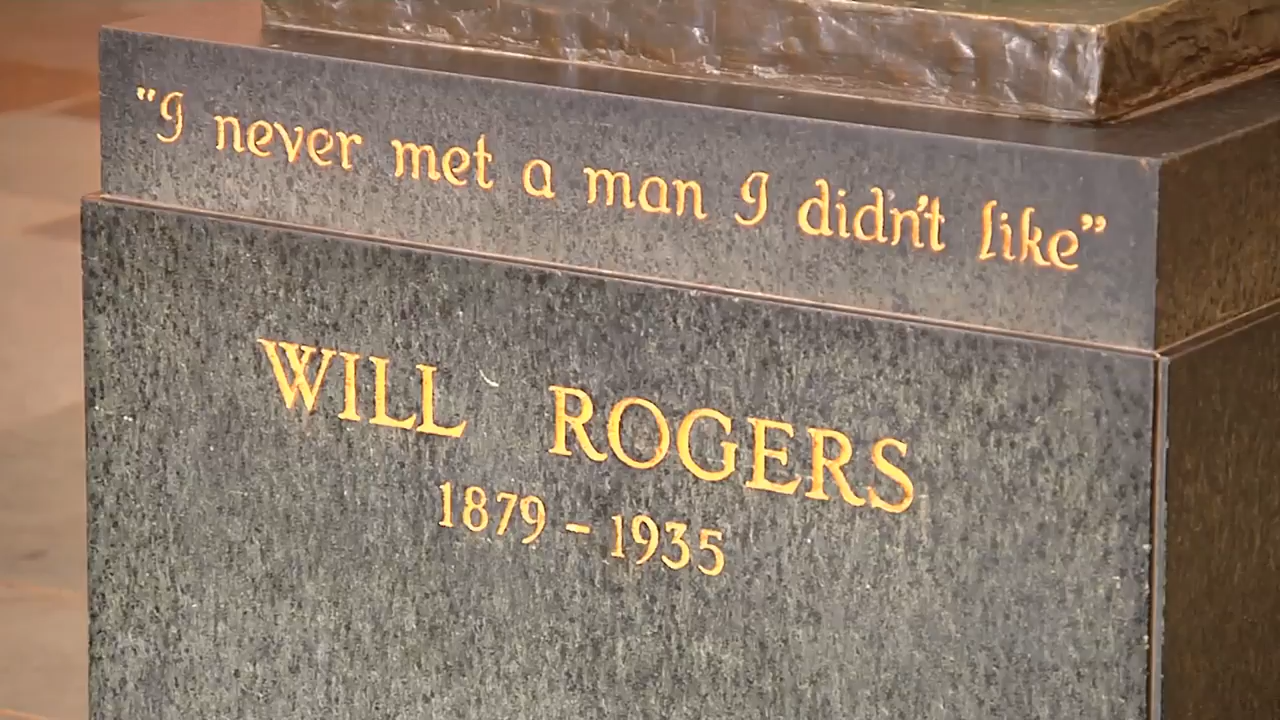 "I never met a man I didn't like"
WILL ROGERS
1879 – 1935